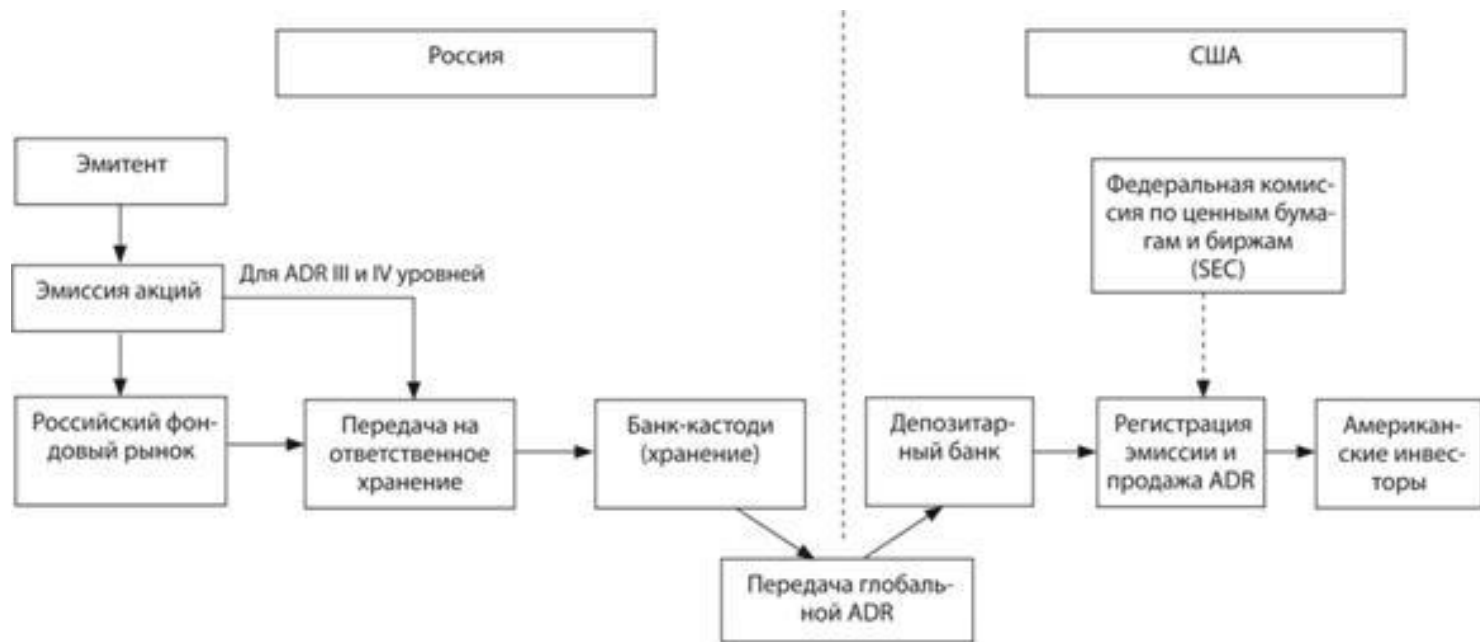 Россия
США
Эмитент
Федеральная комис-
сия по ценным бума-
гам и биржам
(SEC)
Для ADR III и IV уровней
Эмиссия акций
Российский фон-
довый рынок
Передача на
ответственное
хранение
Банк-кастоди
(хранение)
Депозитар-
ный банк
Регистрация
эмиссии и
продажа ADR
Американ-
ские инвес-
торы
Передача глобаль-
ной ADR